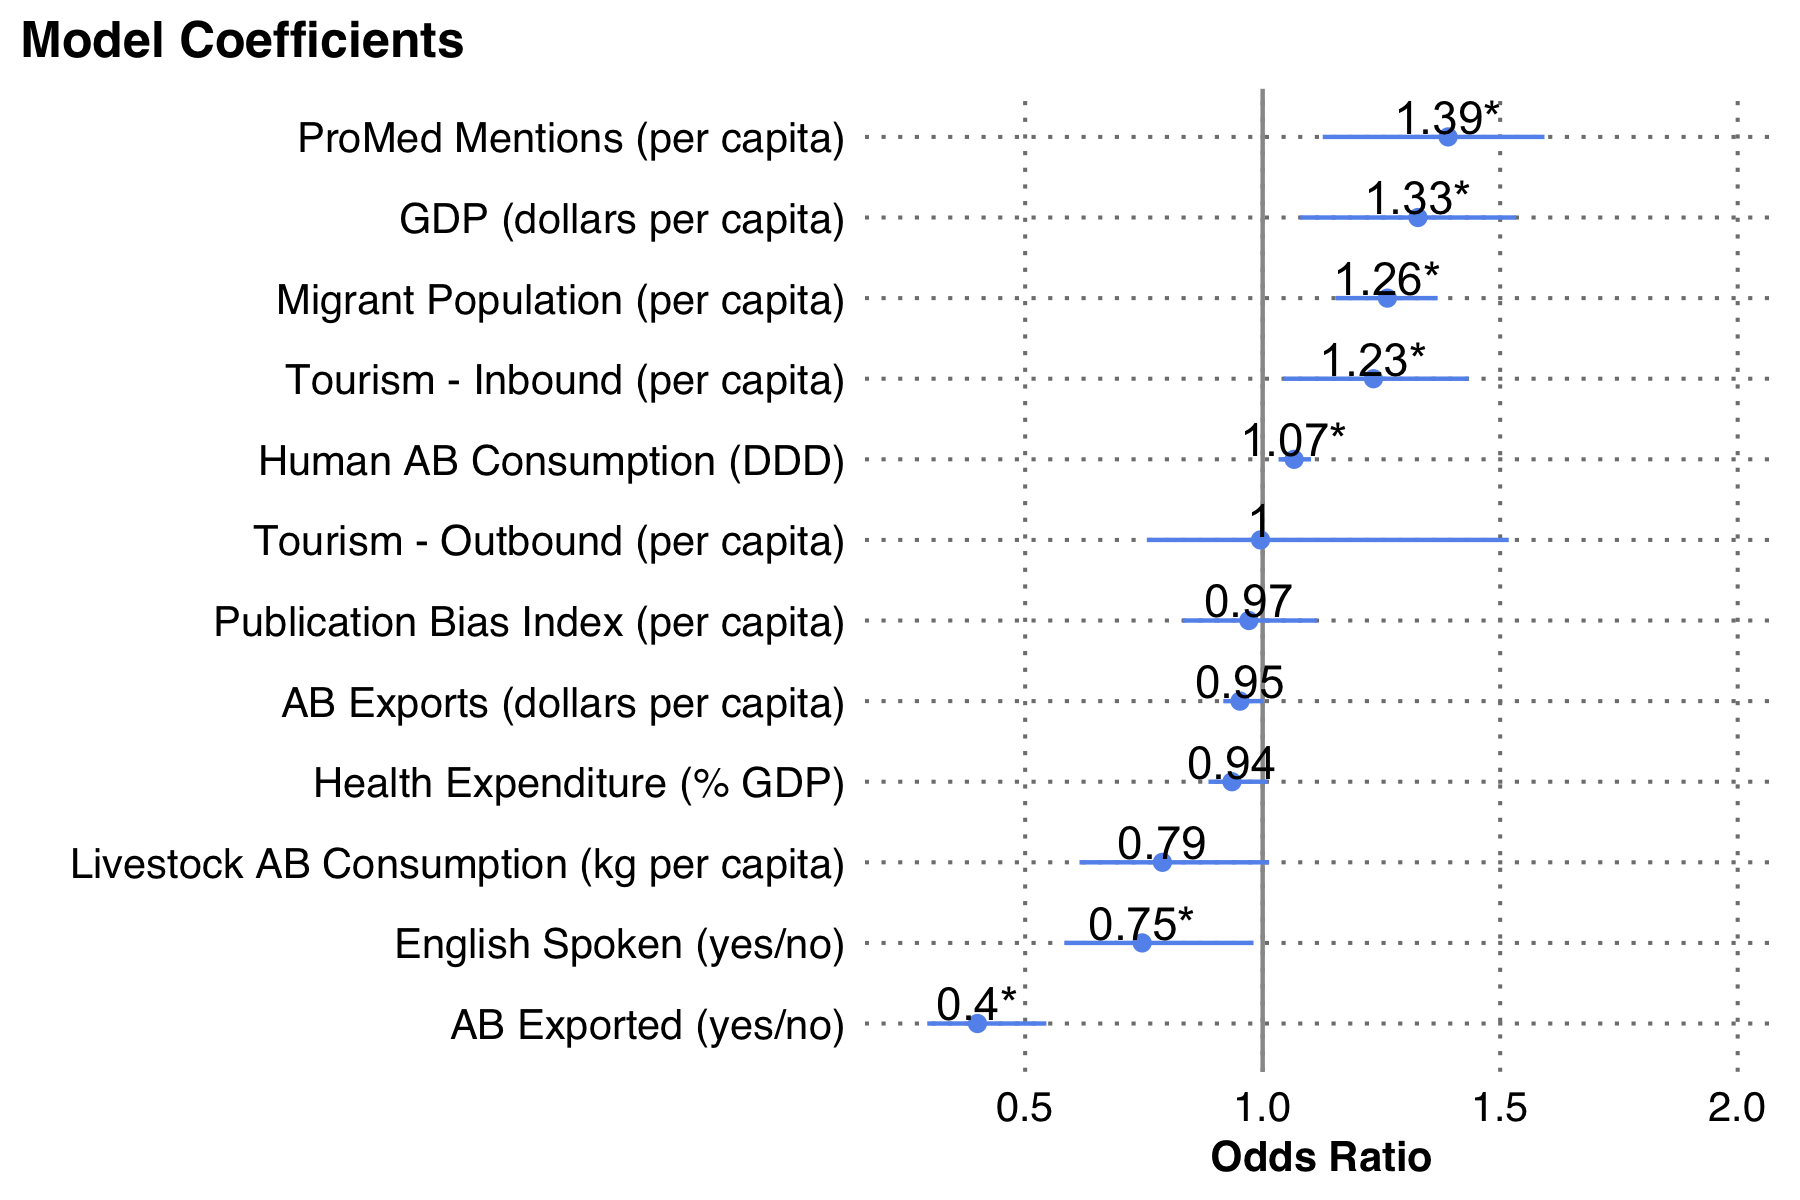 Model Coefficients
ProMed Mentions (per capita) 1.39*
GDP (dollars per capita) 1.33*
Migrant Population (per capita) 1.26*
Tourism - Inbound (per capita) 1.23*
Human AB Consumption (DDD) 1.07*
Tourism - Outbound (per capita) 1
Publication Bias Index (per capita) 0.97
AB Exports (dollars per capita) 0.95
Health Expenditure (% GDP) 0.94
Livestock AB Consumption (kg per capita) 0.79
English Spoken (yes/no) 0.75*
AB Exported (yes/no) 0.4*
0.5 1.0 1.5 2.0
Odds Ratio